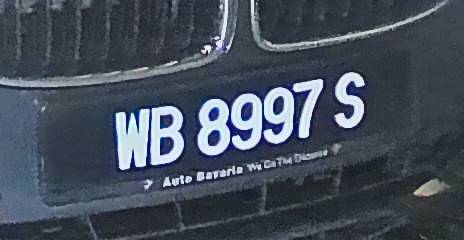 WB 8997 S
Auto Bavaria We Go The Distance